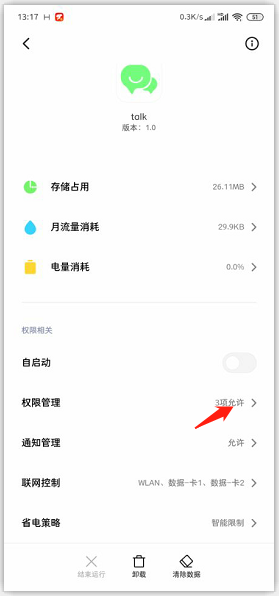 13:17 0.3K/s 51
talk
版本：1.0
存储占用 26.11MB
月流量消耗 29.9KB
电量消耗 0.0%
权限相关
自启动
权限管理 3项允许
通知管理 允许
联网控制 WLAN、数据-卡1、数据-卡2
省电策略 智能限制
结束运行 卸载 清除数据